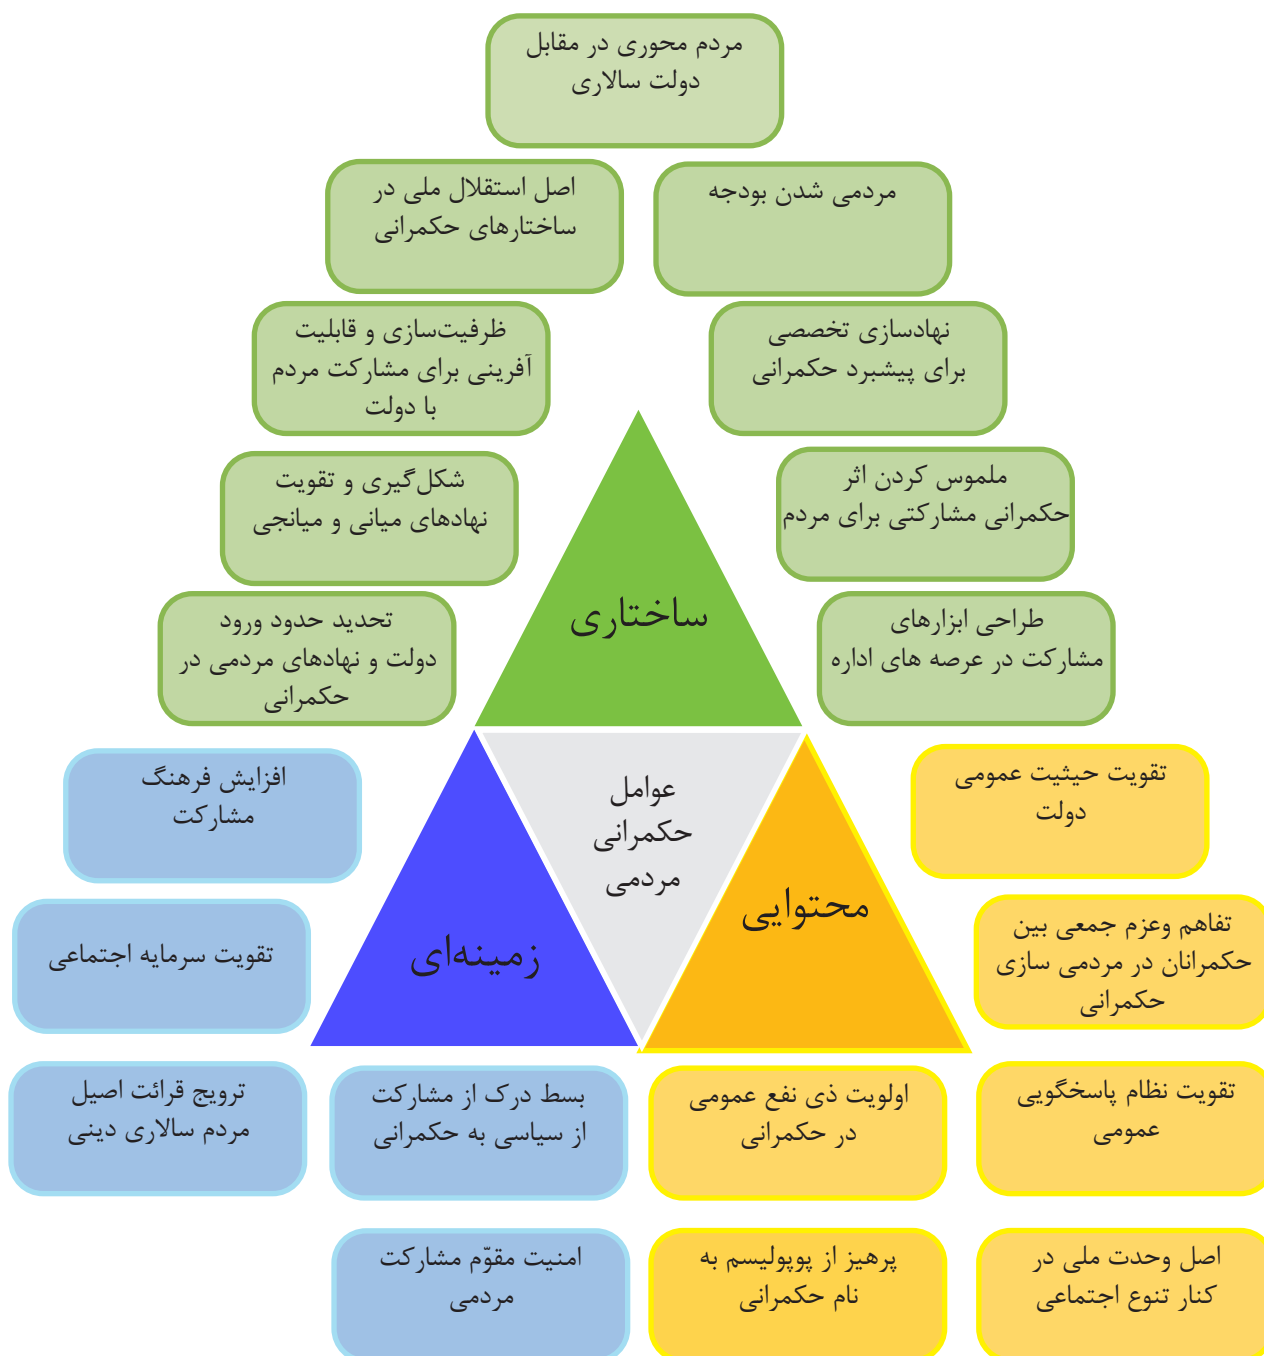 مردم محوری در مقابل
دولت سالاری
مردمی شدن بودجه
اصل استقلال ملی در
ساختارهای حکمرانی
نهادسازی تخصصی
برای پیشبرد حکمرانی
ظرفیت‌سازی و قابلیت
آفرینی برای مشارکت مردم
با دولت
ملموس کردن اثر
حکمرانی مشارکتی برای مردم
شکل‌گیری و تقویت
نهادهای میانی و میانجی
طراحی ابزارهای
مشارکت در عرصه های اداره
تحدید حدود ورود
دولت و نهادهای مردمی در
حکمرانی
ساختاری
عوامل
حکمرانی
مردمی
محتوایی
زمینه‌ای
تقویت حیثیت عمومی
دولت
افزایش فرهنگ
مشارکت
تفاهم وعزم جمعی بین
حکمرانان در مردمی سازی
حکمرانی
تقویت سرمایه اجتماعی
تقویت نظام پاسخگویی
عمومی
اولویت ذی نفع عمومی
در حکمرانی
بسط درک از مشارکت
از سیاسی به حکمرانی
ترویج قرائت اصیل
مردم سالاری دینی
اصل وحدت ملی در
کنار تنوع اجتماعی
پرهیز از پوپولیسم به
نام حکمرانی
امنیت مقوّم مشارکت
مردمی